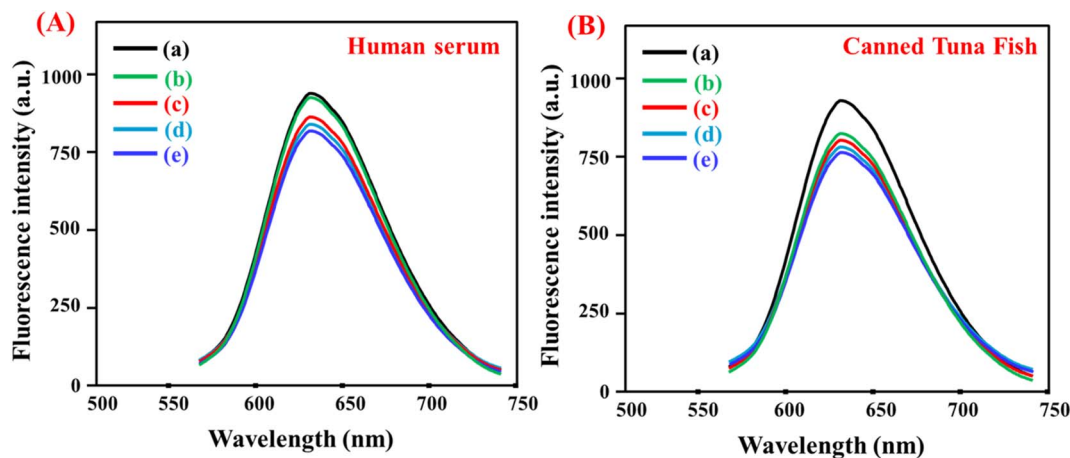 (A)
Human serum
(a)
(b)
(c)
(d)
(e)
Fluorescence intensity (a.u.)
1000
750
500
250
0
500
550
600
650
700
750
Wavelength (nm)
(B)
Canned Tuna Fish
(a)
(b)
(c)
(d)
(e)
Fluorescence intensity (a.u.)
1000
750
500
250
0
500
550
600
650
700
750
Wavelength (nm)